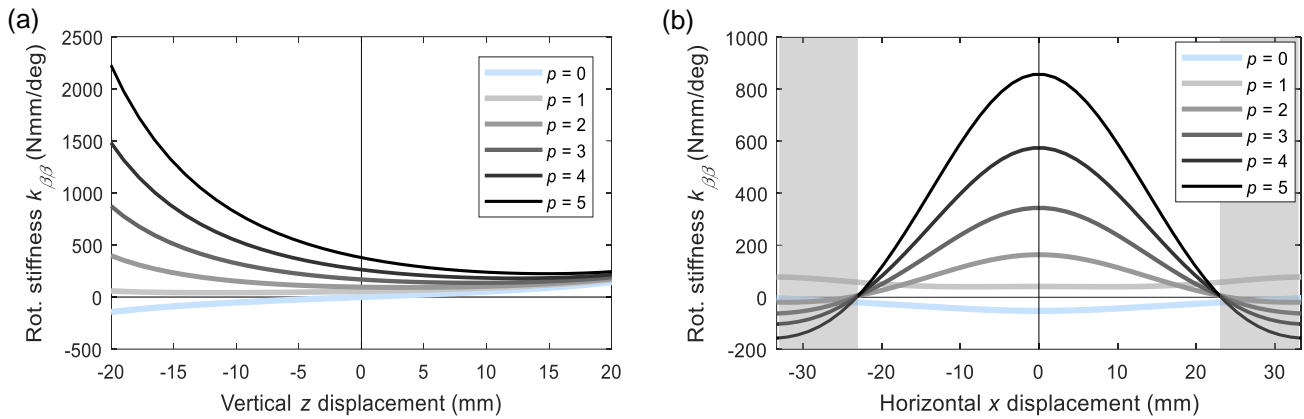 (a)
Rot. stiffness k ββ (Nmm/deg)
2500
2000
1500
1000
500
0
-500
p = 0
p = 1
p = 2
p = 3
p = 4
p = 5
-20 -15 -10 -5 0 5 10 15 20
Vertical z displacement (mm)
(b)
Rot. stiffness k ββ (Nmm/deg)
1000
800
600
400
200
0
-200
p = 0
p = 1
p = 2
p = 3
p = 4
p = 5
-30 -20 -10 0 10 20 30
Horizontal x displacement (mm)